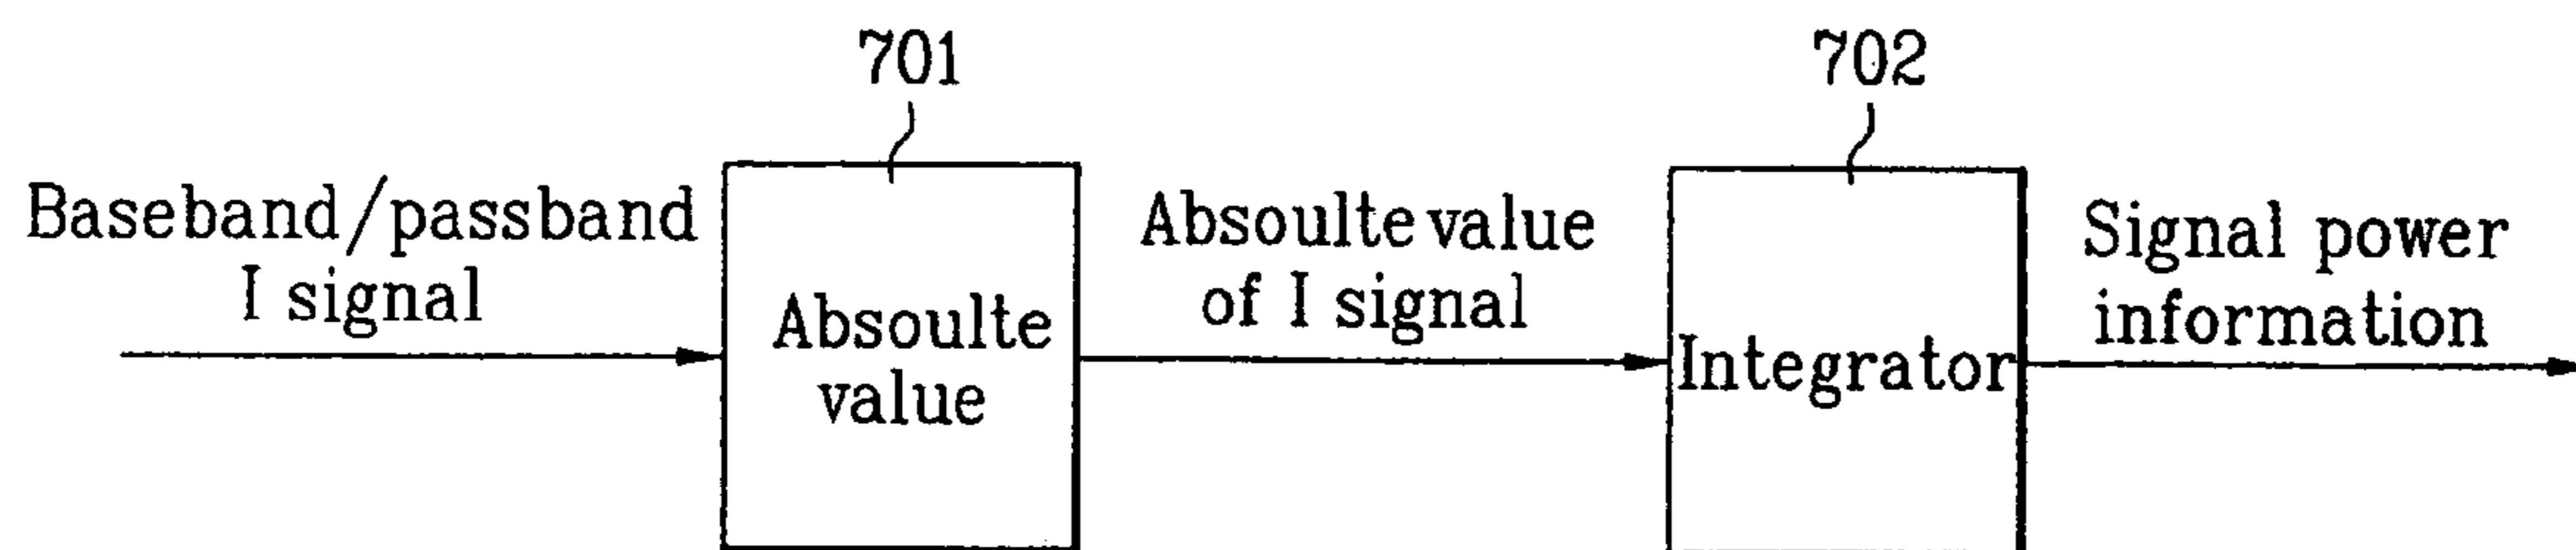 701
702
Baseband/passband
I signal
Absoulte
value
Absoulte value
of I signal
Integrator
Signal power
information